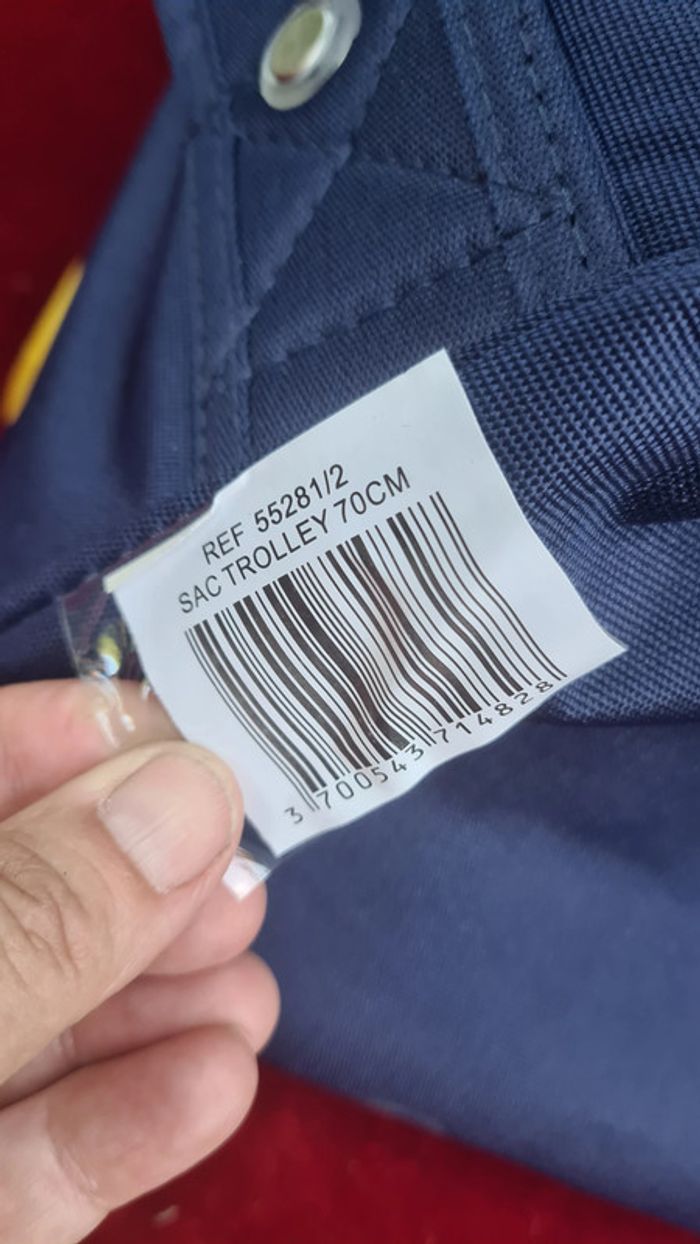 REF 55281/2
SAC TROLLEY 70CM
3 700543 714828